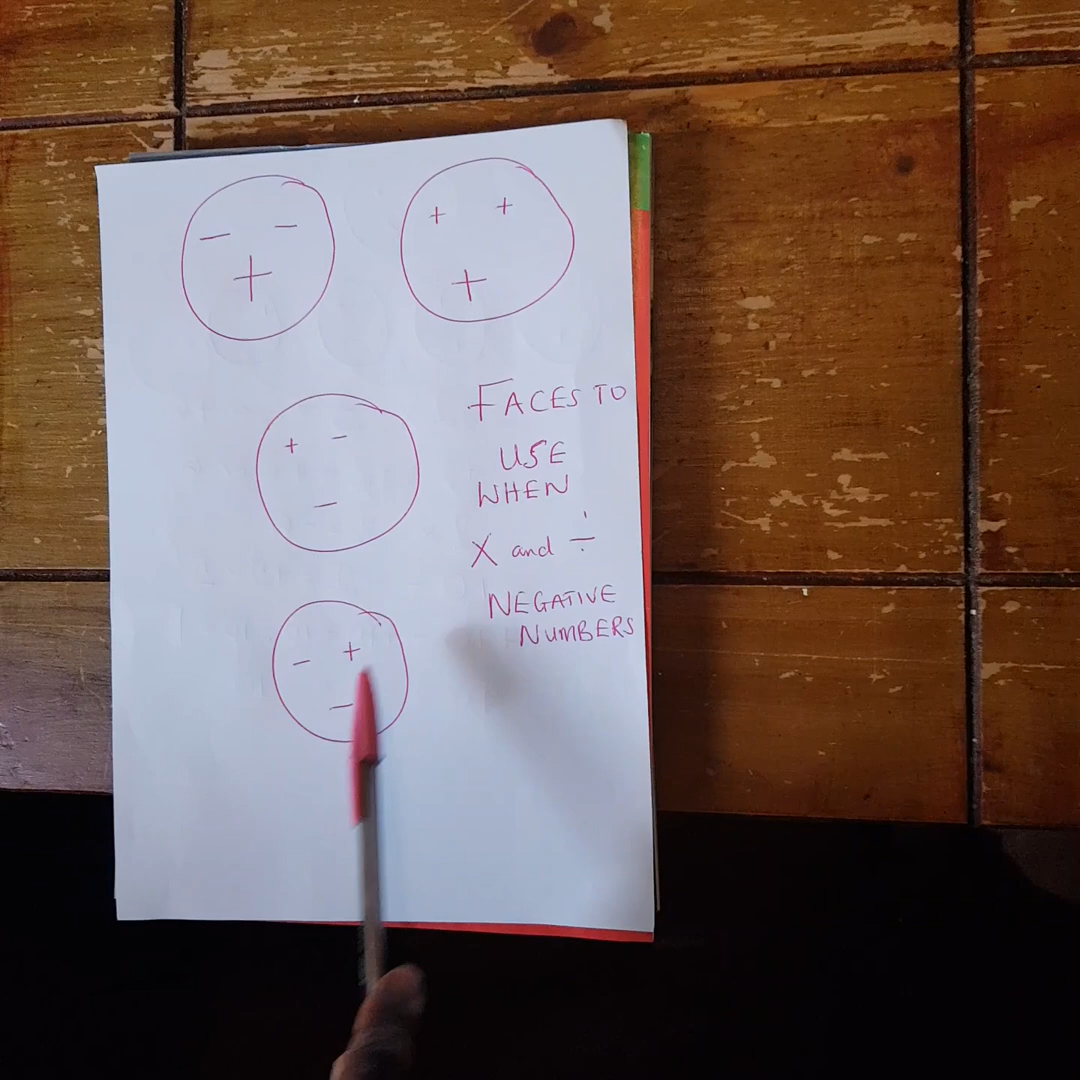 − −
+
+ +
+
+ −
−
FACES TO
USE
WHEN
X and ÷
NEGATIVE
NUMBERS
− +
−